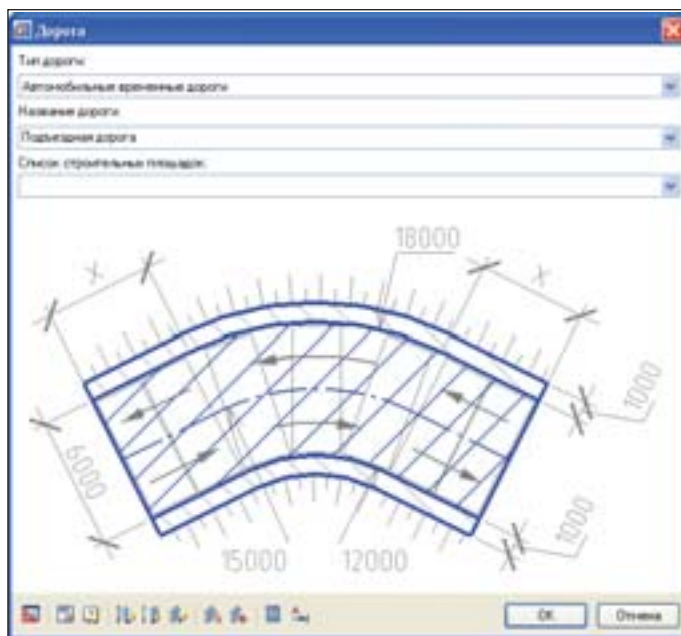 Дорога
Тип дороги:
Автомобильные временные дороги
Название дороги:
Подъездная дорога
Список строительных площадок:
18000
X
X
1000
6000
1000
15000
12000
OK
Отмена